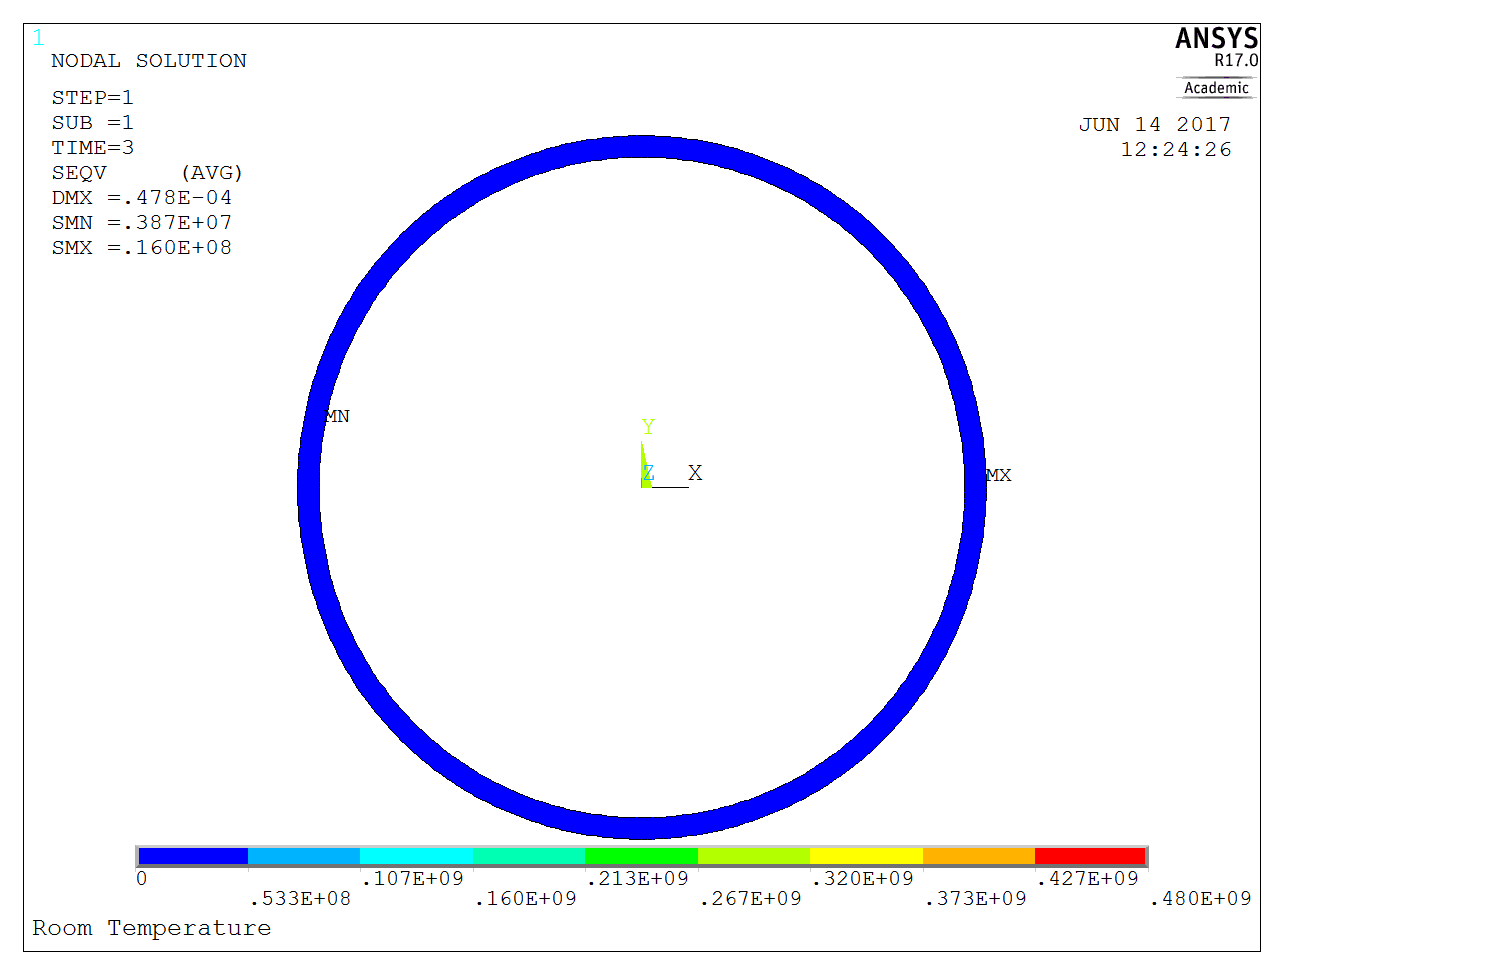 1
NODAL SOLUTION
STEP=1
SUB =1
TIME=3
SEQV (AVG)
DMX =.478E-04
SMN =.387E+07
SMX =.160E+08
ANSYS
R17.0
Academic
JUN 14 2017
12:24:26
MN
Y
Z X
MX
0 .107E+09 .213E+09 .320E+09 .427E+09
.533E+08 .160E+09 .267E+09 .373E+09 .480E+09
Room Temperature